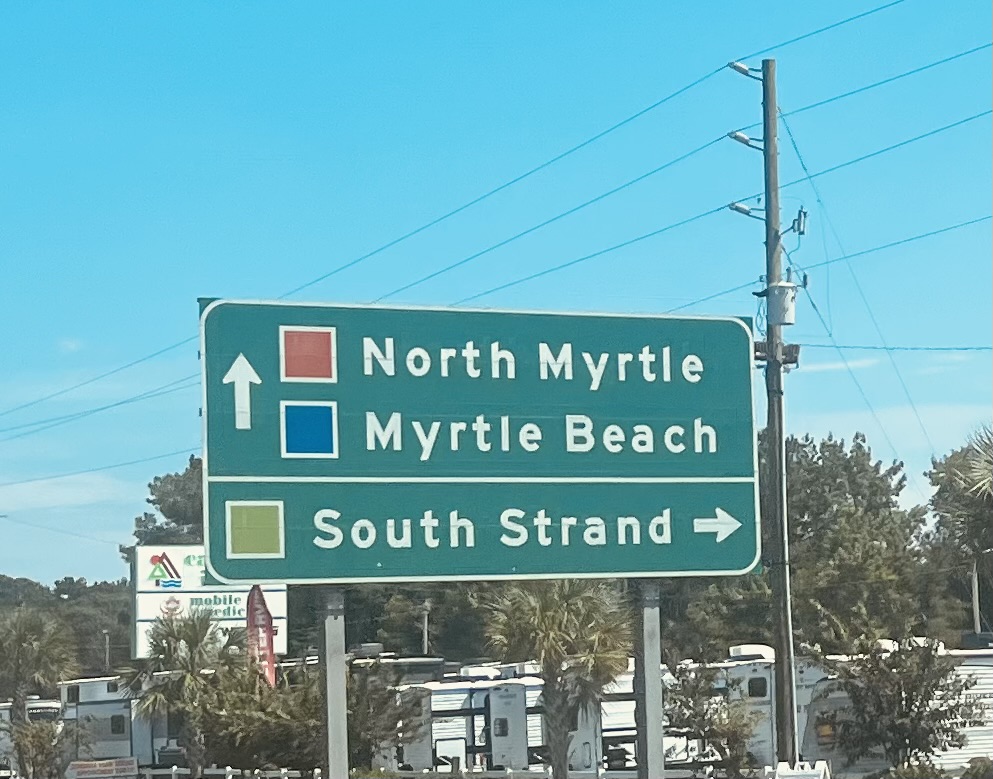 North Myrtle
Myrtle Beach
South Strand
mobile